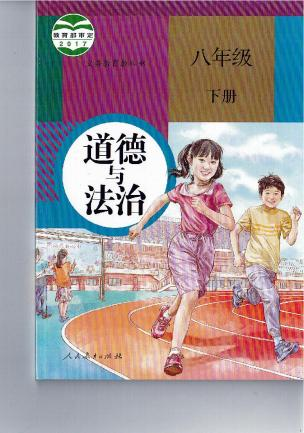 教育部审定
2017
义务教育教科书
八年级
下册
道德
与
法治
人民教育出版社